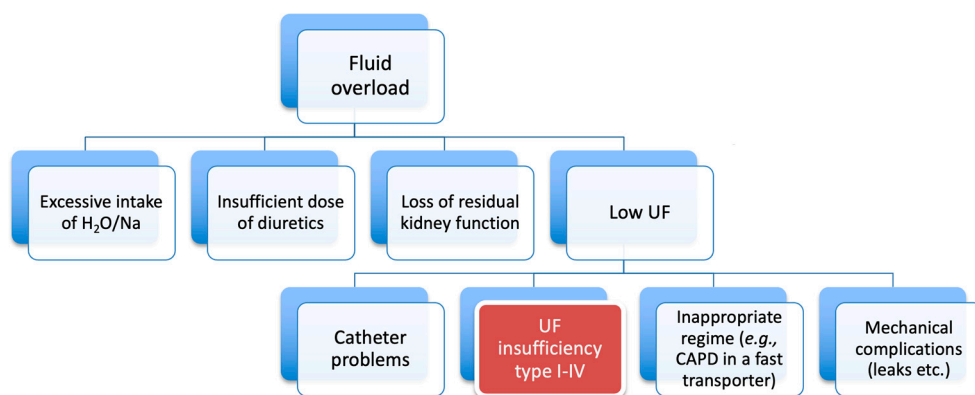 Fluid
overload
Excessive intake
of H₂O/Na
Insufficient dose
of diuretics
Loss of residual
kidney function
Low UF
Catheter
problems
UF
insufficiency
type I-IV
Inappropriate
regime (e.g.,
CAPD in a fast
transporter)
Mechanical
complications
(leaks etc.)